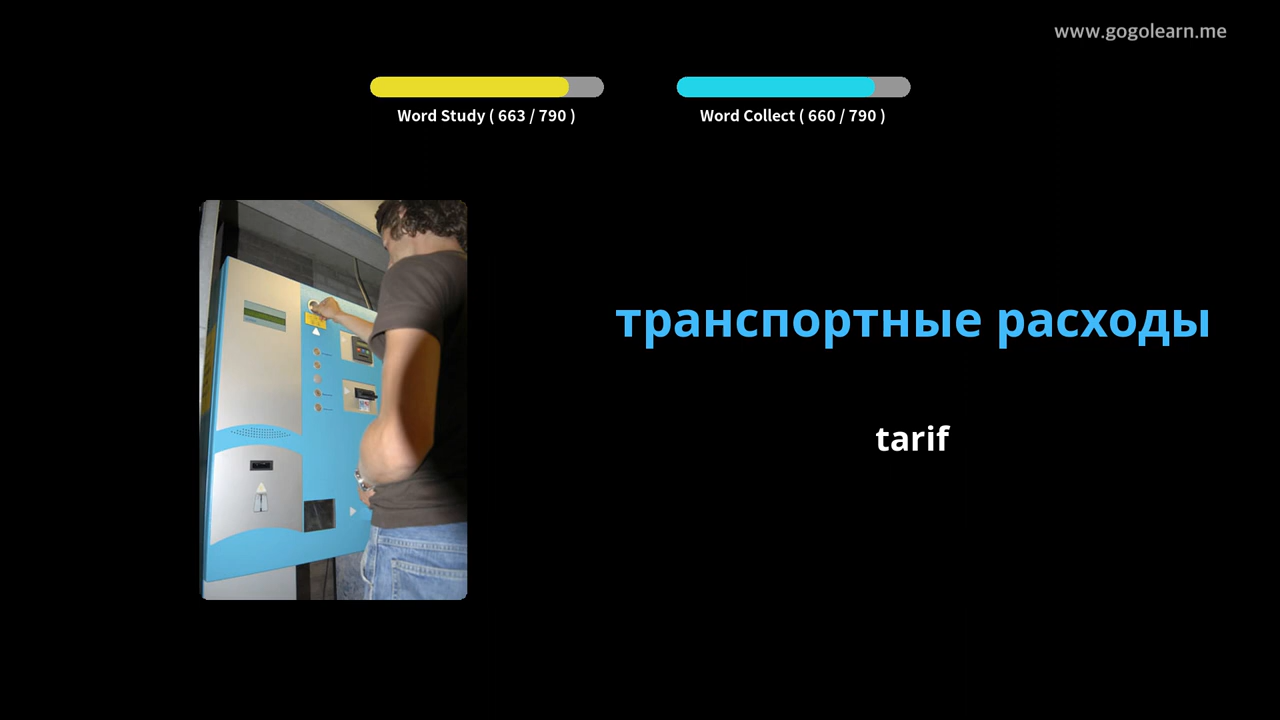 www.gogolearn.me
Word Study ( 663 / 790 )
Word Collect ( 660 / 790 )
транспортные расходы
tarif